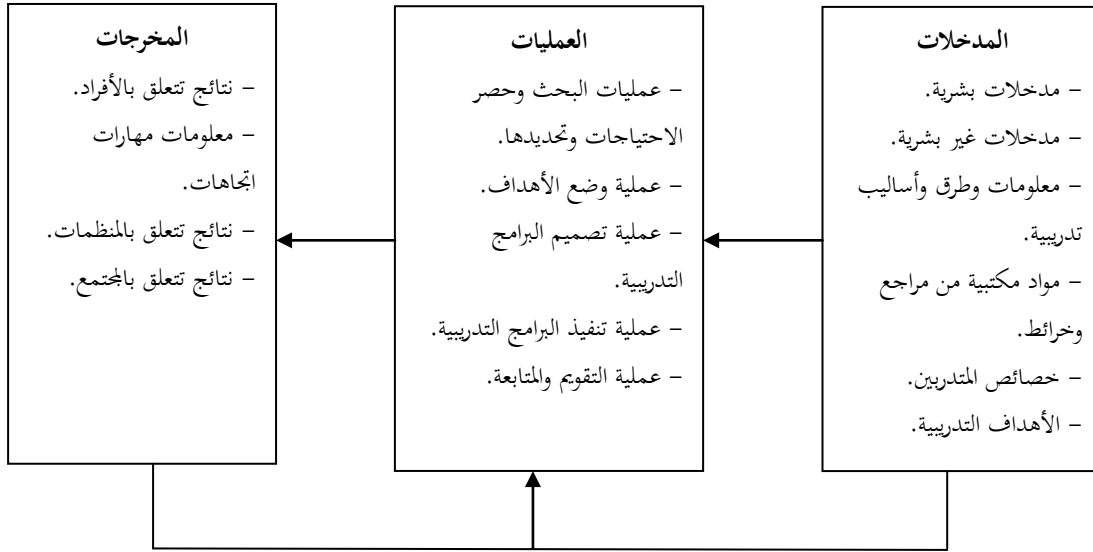 المدخلات
– مدخلات بشرية.
– مدخلات غير بشرية.
– معلومات وطرق وأساليب
تدريبية.
– مواد مكتبية من مراجع
وخرائط.
– خصائص المتدربين.
– الأهداف التدريبية.
العمليات
– عمليات البحث وحصر
الاحتياجات وتحديدها.
– عملية وضع الأهداف.
– عملية تصميم البرامج
التدريبية.
– عملية تنفيذ البرامج التدريبية.
– عملية التقويم والمتابعة.
المخرجات
– نتائج تتعلق بالأفراد.
– معلومات مهارات
اتجاهات.
– نتائج تتعلق بالمنظمات.
– نتائج تتعلق بالمجتمع.